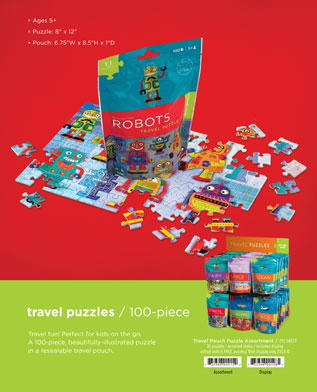 • Ages 5+
• Puzzle: 8" x 12"
• Pouch: 6.75"W x 8.5"H x 1"D
ROBOTS
TRAVEL PUZZLE
TRAVEL PUZZLES
travel puzzles / 100-piece
Travel fun! Perfect for kids on the go.
A 100-piece, beautifully-illustrated puzzle
in a resealable travel pouch.
Travel Pouch Puzzle Assortment /
Assortment
Display